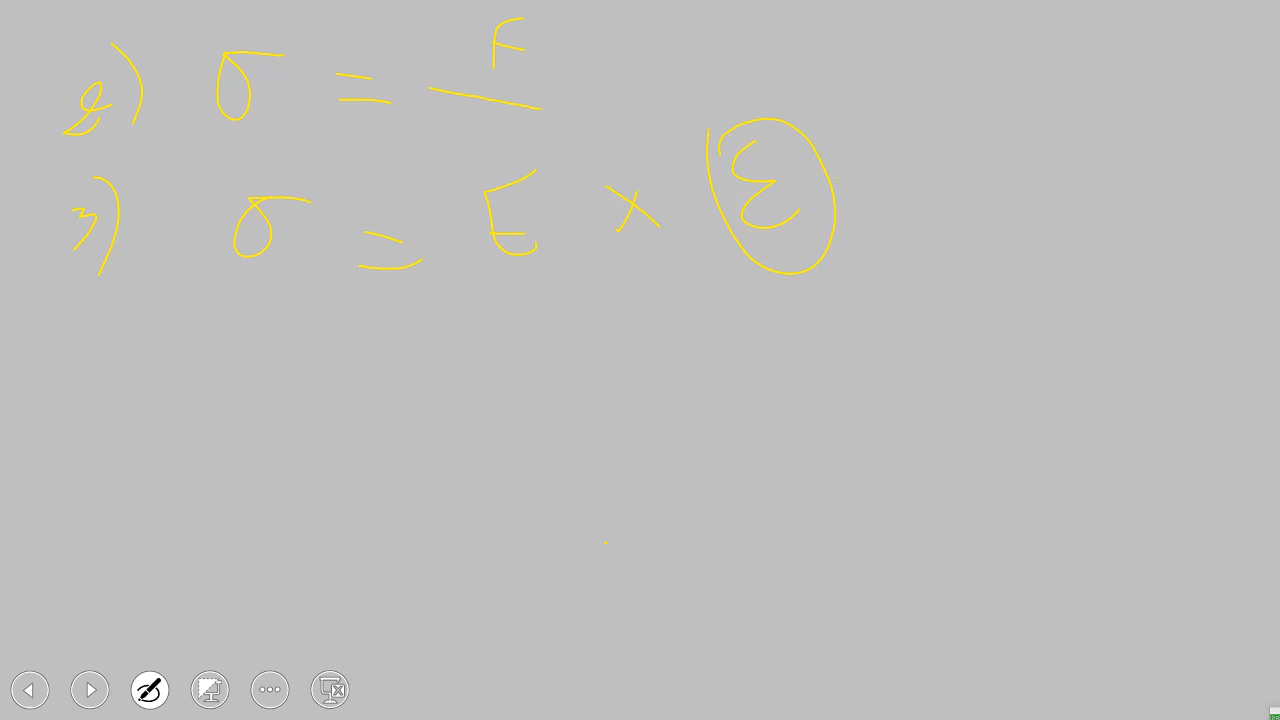 2) σ = F/
3) σ = E × ε